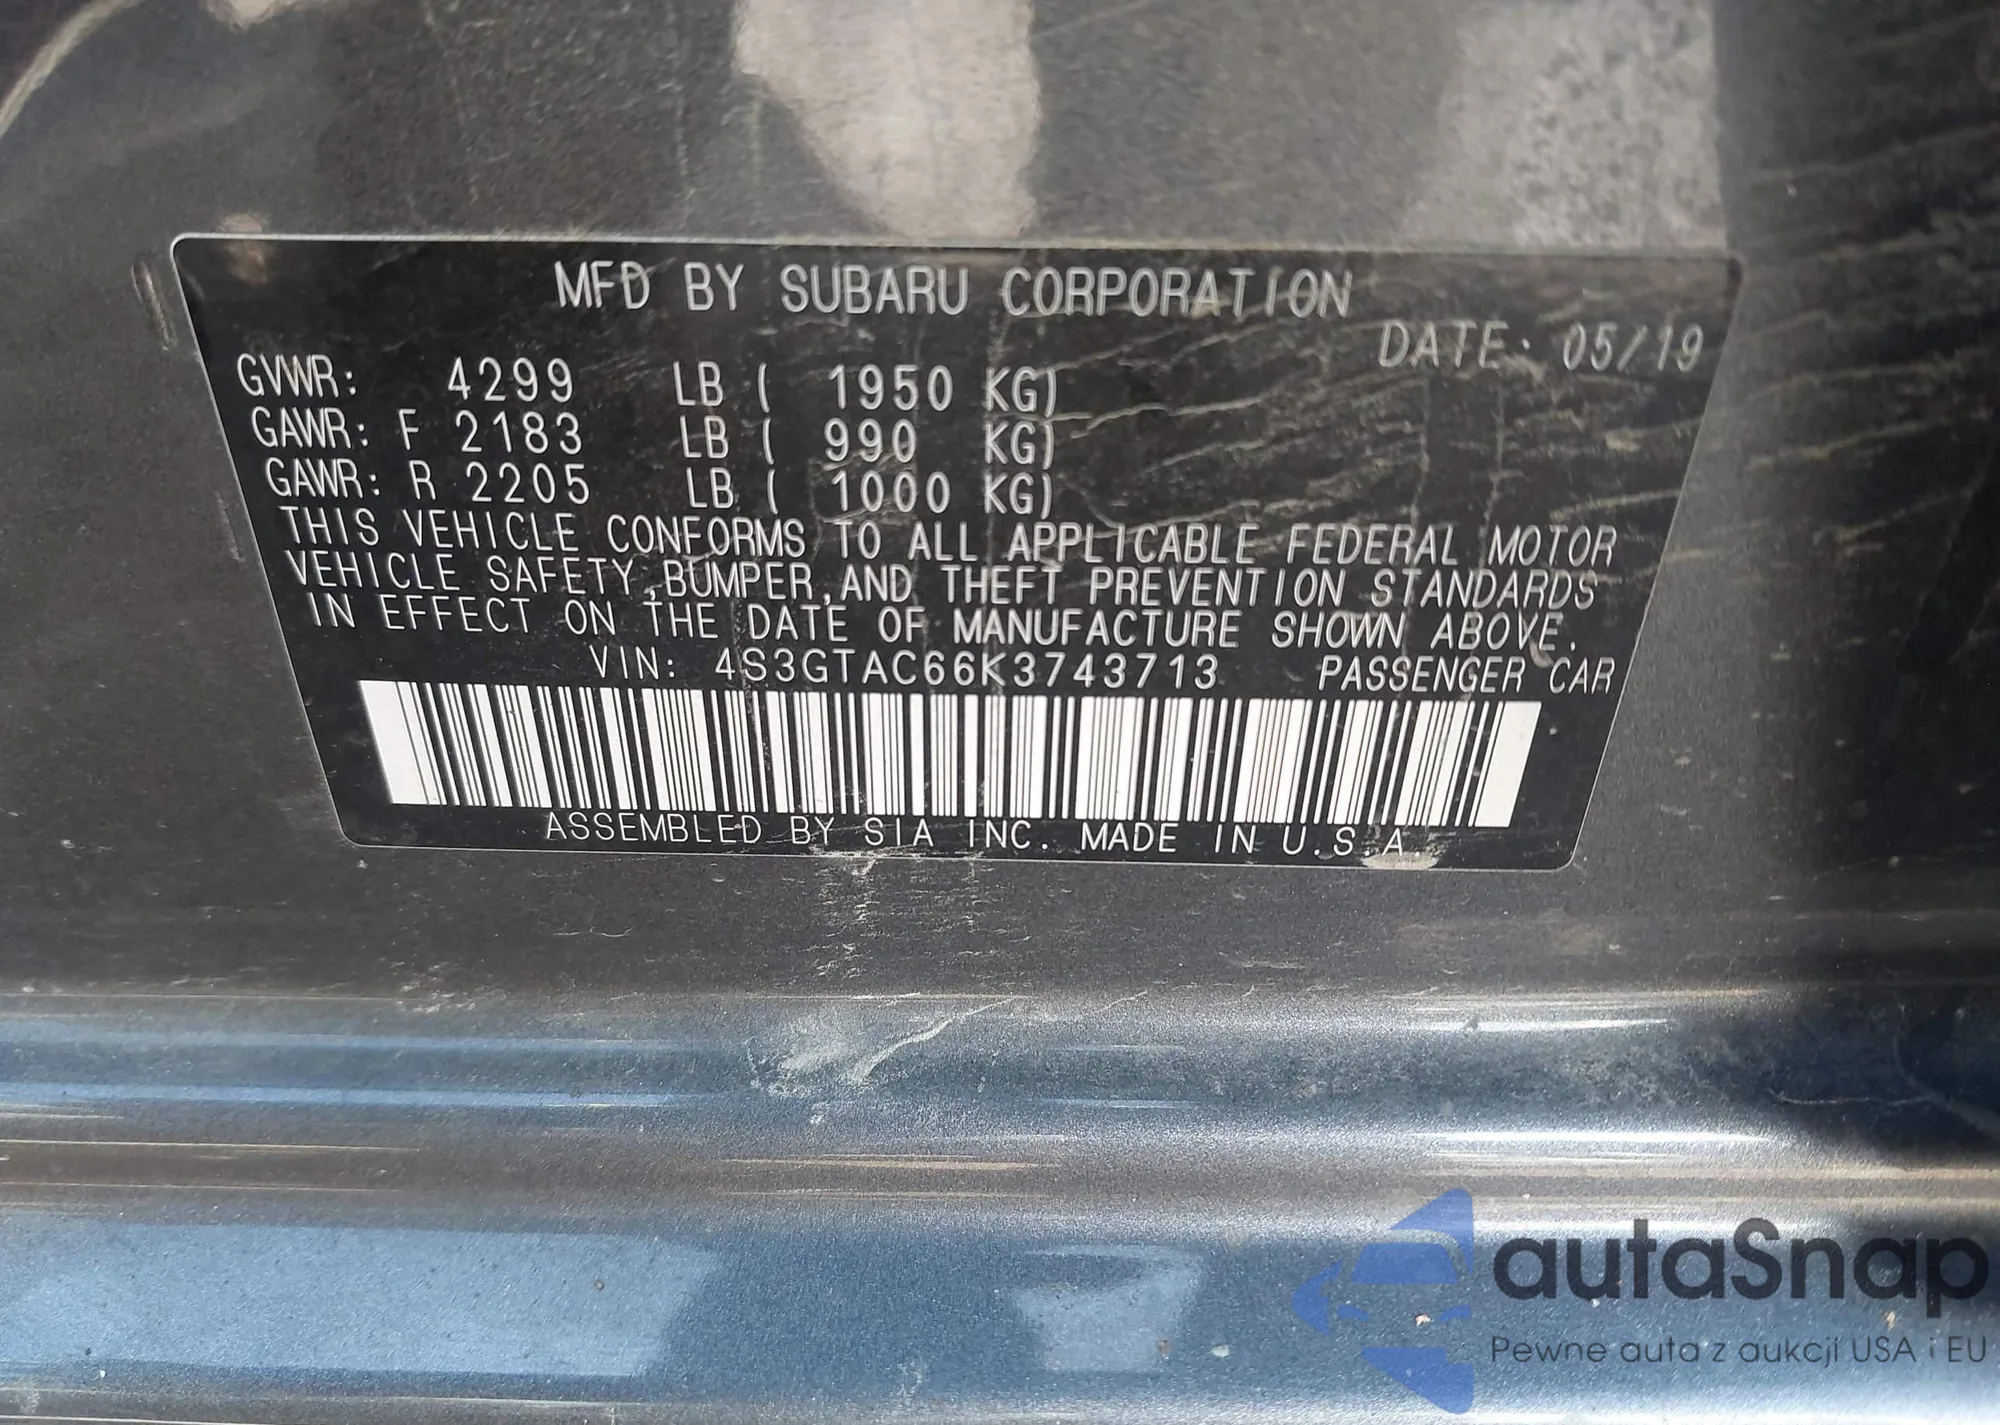 MFD BY SUBARU CORPORATION
DATE: 05/19
GVWR: 4299 LB ( 1950 KG)
GAWR: F 2183 LB ( 990 KG)
GAWR: R 2205 LB ( 1000 KG)
THIS VEHICLE CONFORMS TO ALL APPLICABLE FEDERAL MOTOR
VEHICLE SAFETY,BUMPER,AND THEFT PREVENTION STANDARDS
IN EFFECT ON THE DATE OF MANUFACTURE SHOWN ABOVE.
VIN: 4S3GTAC66K3743713 PASSENGER CAR
ASSEMBLED BY SIA INC. MADE IN U.S.A.
autaSnap
Pewne auta z aukcji USA i EU